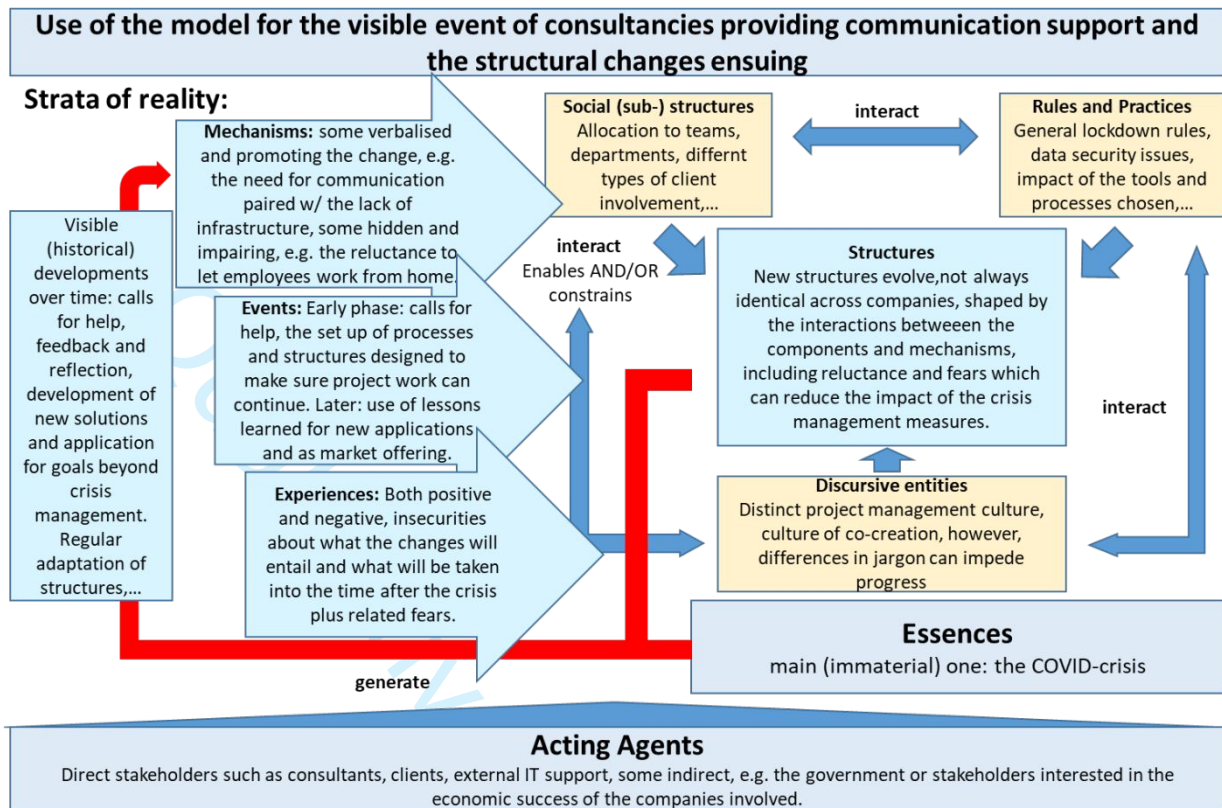 Use of the model for the visible event of consultancies providing communication support and
the structural changes ensuing
Strata of reality:
Mechanisms: some verbalised
and promoting the change, e.g.
the need for communication
paired w/ the lack of
infrastructure, some hidden and
impairing, e.g. the reluctance to
let employees work from home.
Visible
(historical)
developments
over time: calls
for help,
feedback and
reflection,
development of
new solutions
and application
for goals beyond
crisis
management.
Regular
adaptation of
structures,...
Events: Early phase: calls for
help, the set up of processes
and structures designed to
make sure project work can
continue. Later: use of lessons
learned for new applications
and as market offering.
Experiences: Both positive
and negative, insecurities
about what the changes will
entail and what will be taken
into the time after the crisis
plus related fears.
generate
Social (sub-) structures
Allocation to teams,
departments, differnt
types of client
involvement,...
interact
Rules and Practices
General lockdown rules,
data security issues,
impact of the tools and
processes chosen,...
interact
Enables AND/OR
constrains
Structures
New structures evolve,not always
identical across companies, shaped by
the interactions betweeen the
components and mechanisms,
including reluctance and fears which
can reduce the impact of the crisis
management measures.
interact
Discursive entities
Distinct project management culture,
culture of co-creation, however,
differences in jargon can impede
progress
Essences
main (immaterial) one: the COVID-crisis
Acting Agents
Direct stakeholders such as consultants, clients, external IT support, some indirect, e.g. the government or stakeholders interested in the
economic success of the companies involved.